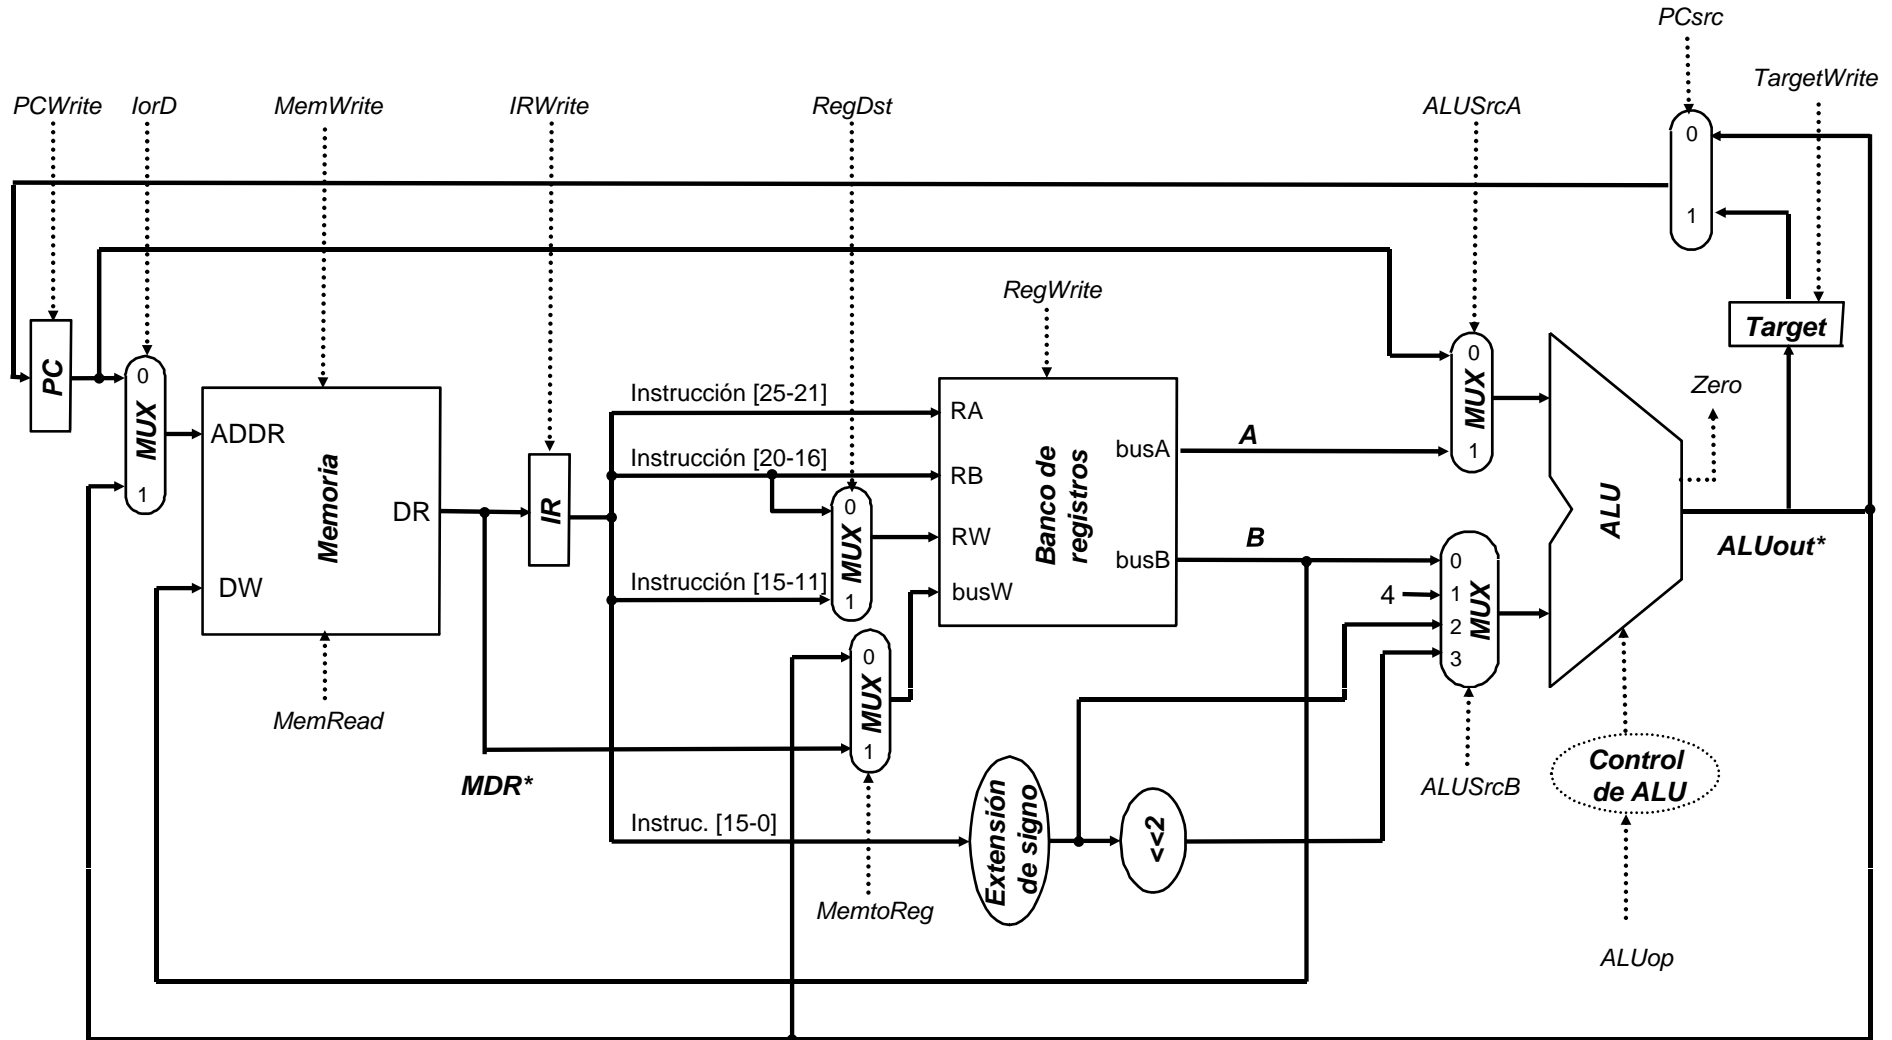 PCsrc
TargetWrite
PCWrite
IorD
MemWrite
IRWrite
RegDst
ALUSrcA
0
1
RegWrite
Target
PC
0
MUX
1
ADDR
Memoria
DR
DW
MemRead
MDR*
IR
Instrucción [25-21]
Instrucción [20-16]
Instrucción [15-11]
Instruc. [15-0]
0
MUX
1
0
MUX
1
MemtoReg
RA
RB
RW
busW
Banco de
registros
busA
busB
A
B
Extensión
de signo
<<2
0
MUX
1
4
0
1
2
3
MUX
ALUSrcB
ALU
Zero
ALUout*
Control
de ALU
ALUop